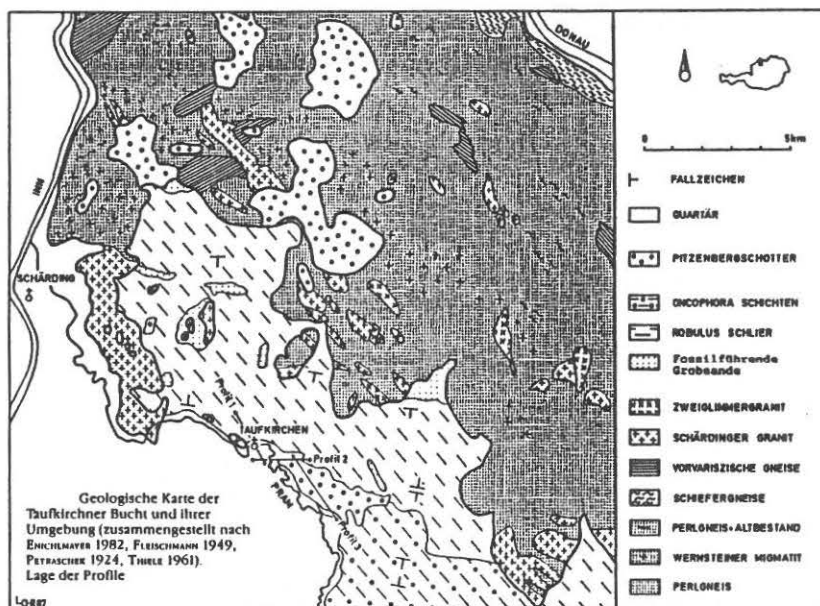 DONAU
INN
SCHÄRDING
TAUFKIRCHEN
Profil 1
Profil 2
Profil 3
PRAM
Geologische Karte der
Taufkirchner Bucht und ihrer
Umgebung (zusammengestellt nach
ENICHLMAYER 1982, FLEISCHMANN 1949,
PETRASCHEK 1924, THIELE 1961).
Lage der Profile
0 5km
FALLZEICHEN
QUARTÄR
PITZENBERGSCHOTTER
ONCOPHORA SCHICHTEN
ROBULUS SCHLIER
Fossilführende
Grobsande
ZWEIGLIMMERGRANIT
SCHÄRDINGER GRANIT
VORVARISZISCHE GNEISE
SCHIEFERGNEISE
PERLGNEIS+ALTBESTAND
WERNSTEINER MIGMATIT
PERLGNEIS